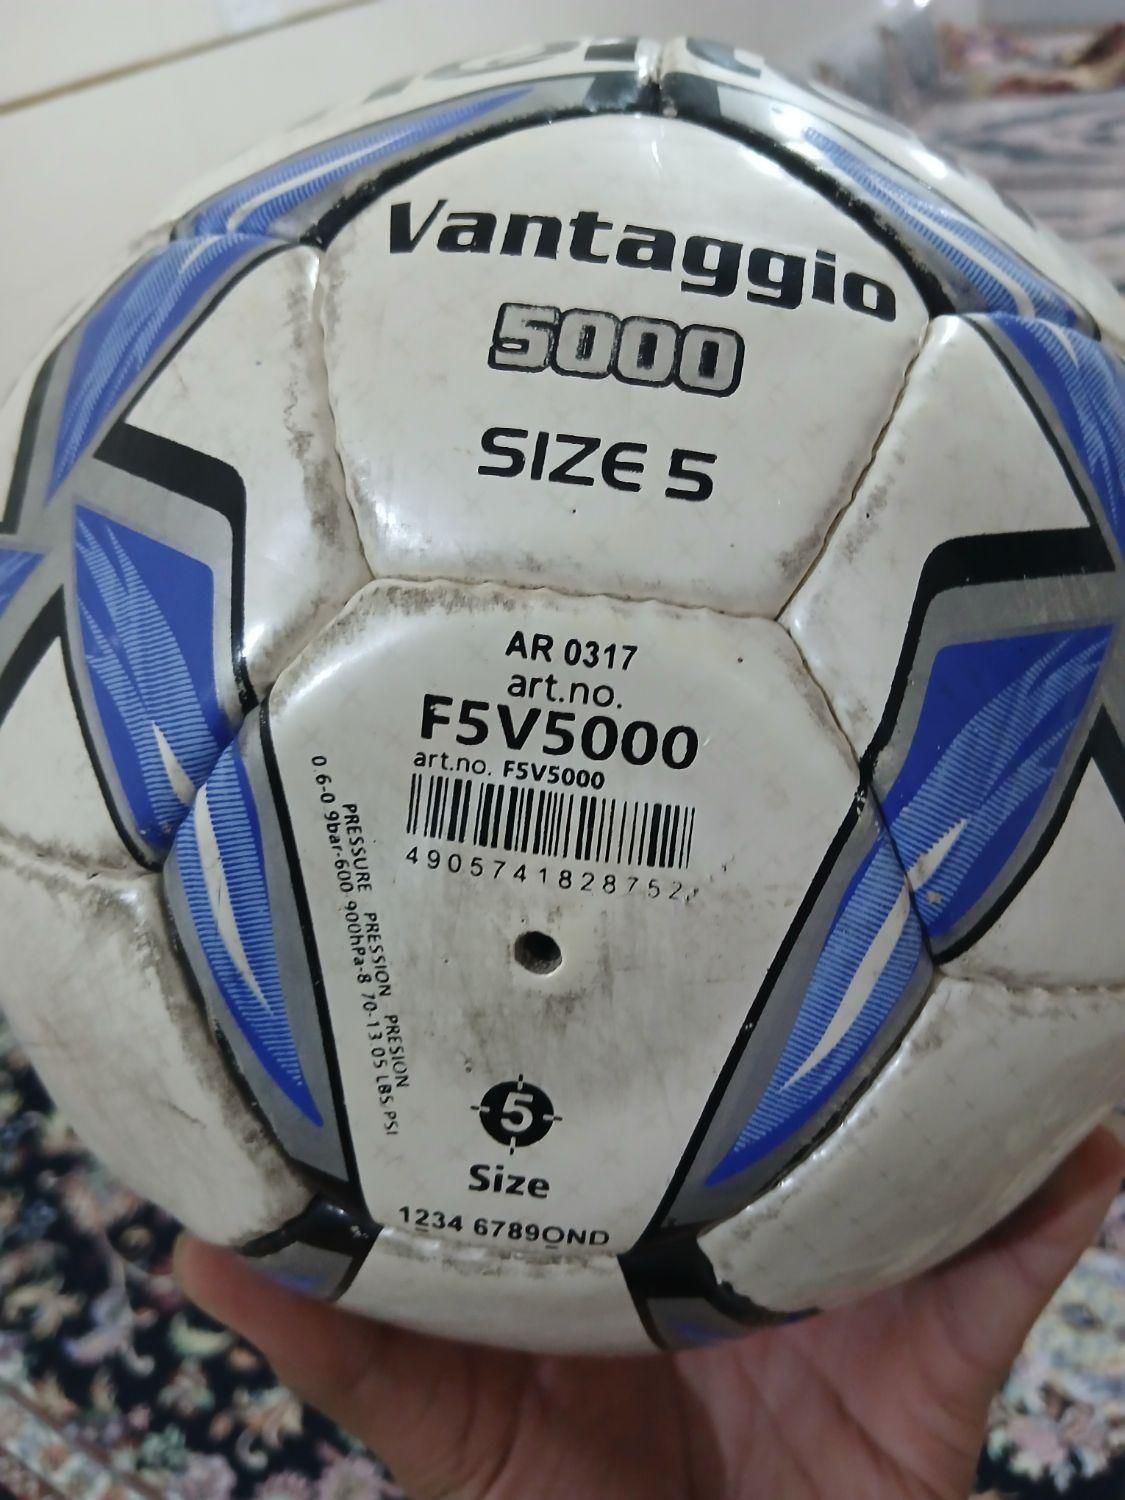 Vantaggio
5000
SIZE 5
AR 0317
art.no.
F5V5000
art.no. F5V5000
490574182875
PRESSURE PRESSION PRESION
0.6-0 9bar-600 900hPa-8 70-13.05 LBS/PSI
5
Size
1234 6789OND